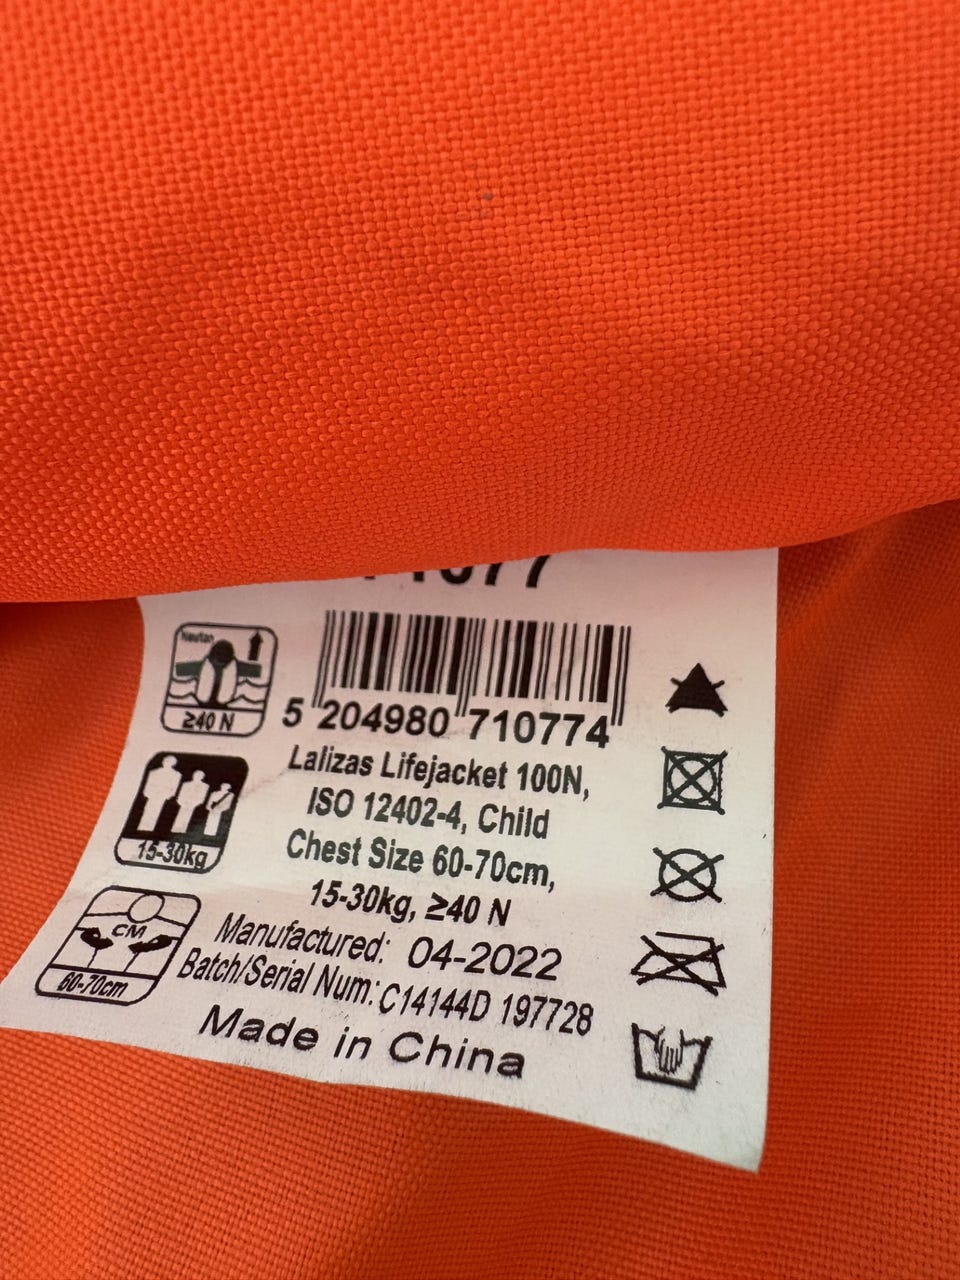 Newton
≥40 N
5 204980 710774
Lalizas Lifejacket 100N,
ISO 12402-4, Child
Chest Size 60-70cm,
15-30kg, ≥40 N
15-30kg
CM
60-70cm
Manufactured: 04-2022
Batch/Serial Num: C14144D 197728
Made in China